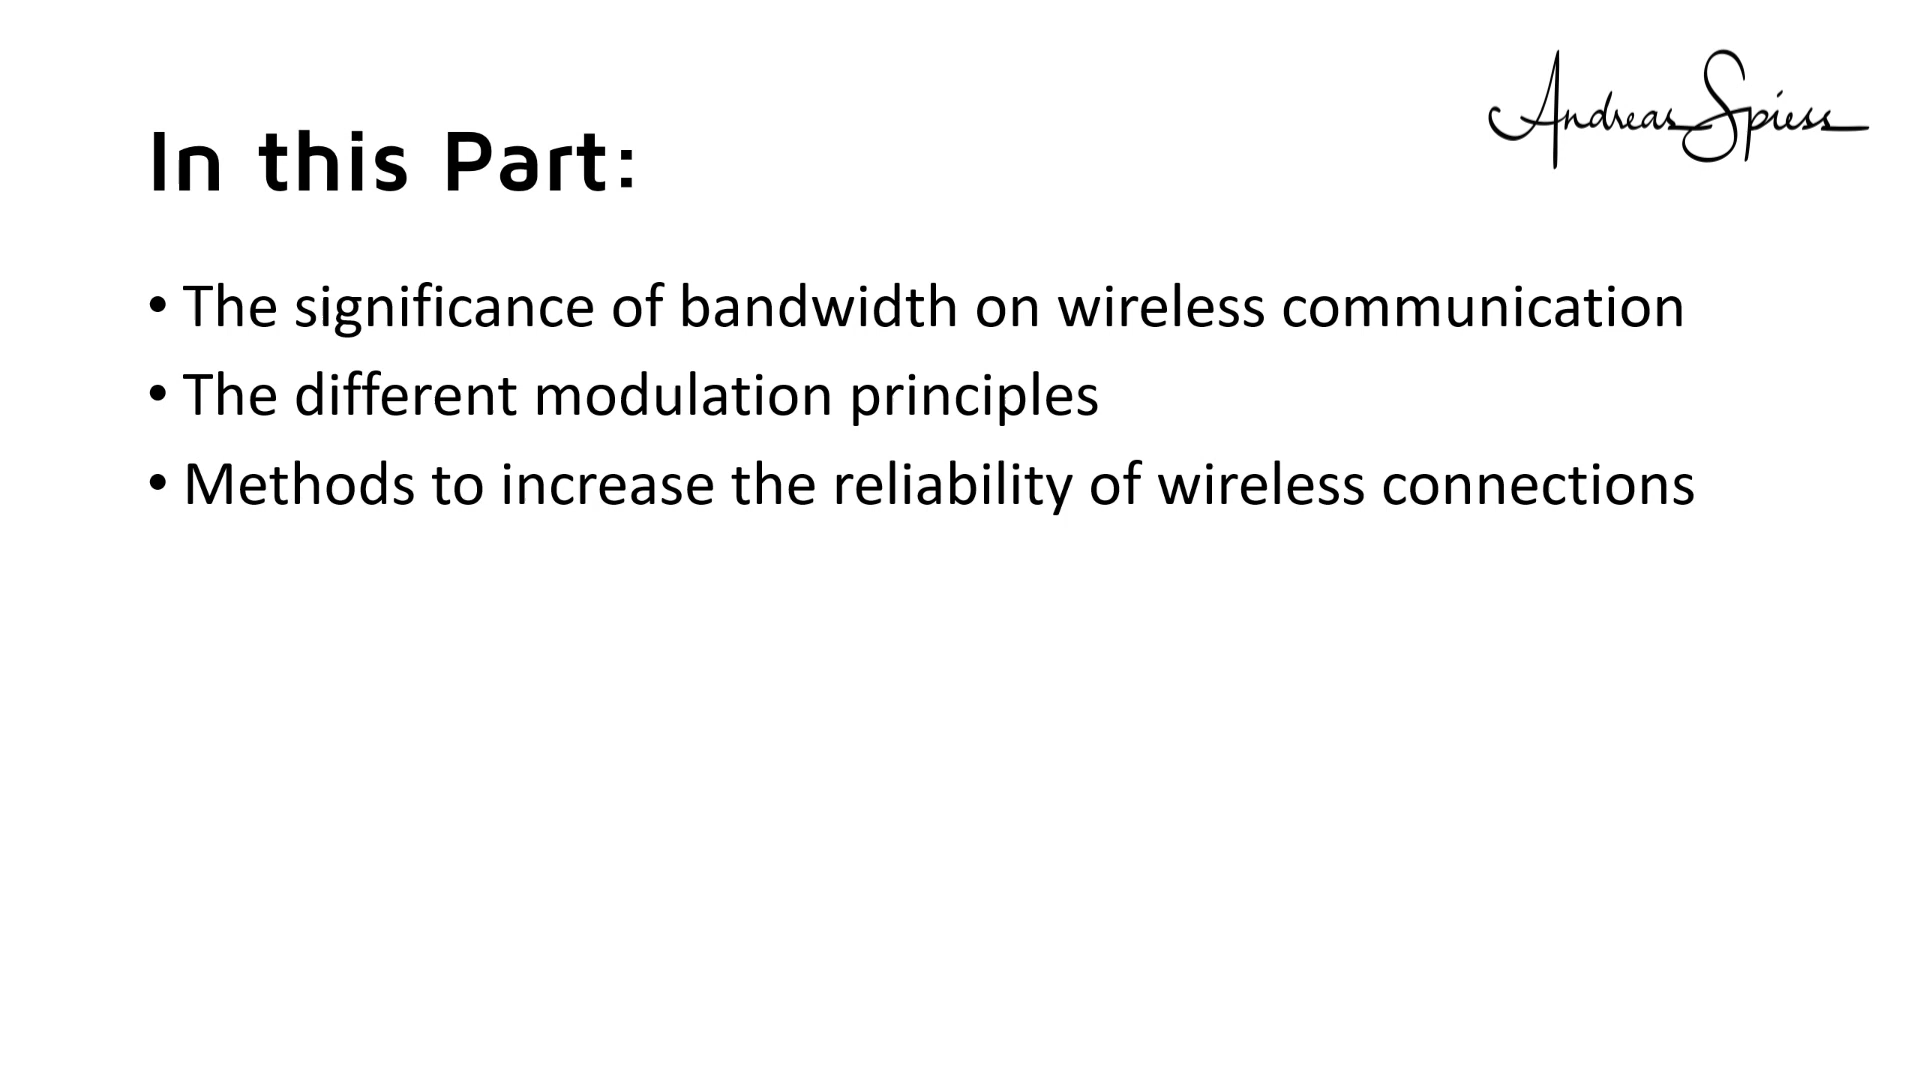 Andreas Spiess
In this Part:
• The significance of bandwidth on wireless communication
• The different modulation principles
• Methods to increase the reliability of wireless connections